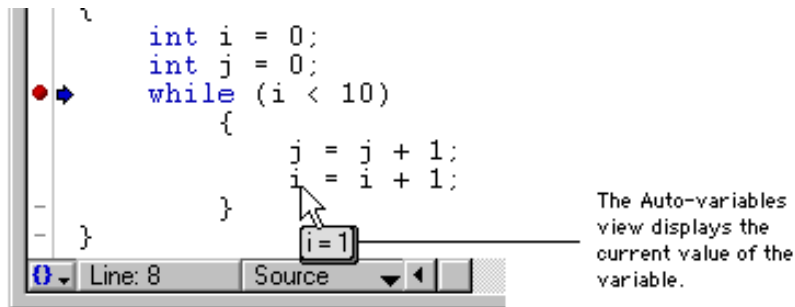 {
int i = 0;
int j = 0;
while (i < 10)
{
j = j + 1;
i = i + 1;
}
}
i = 1
The Auto-variables
view displays the
current value of the
variable.
{} Line: 8 Source